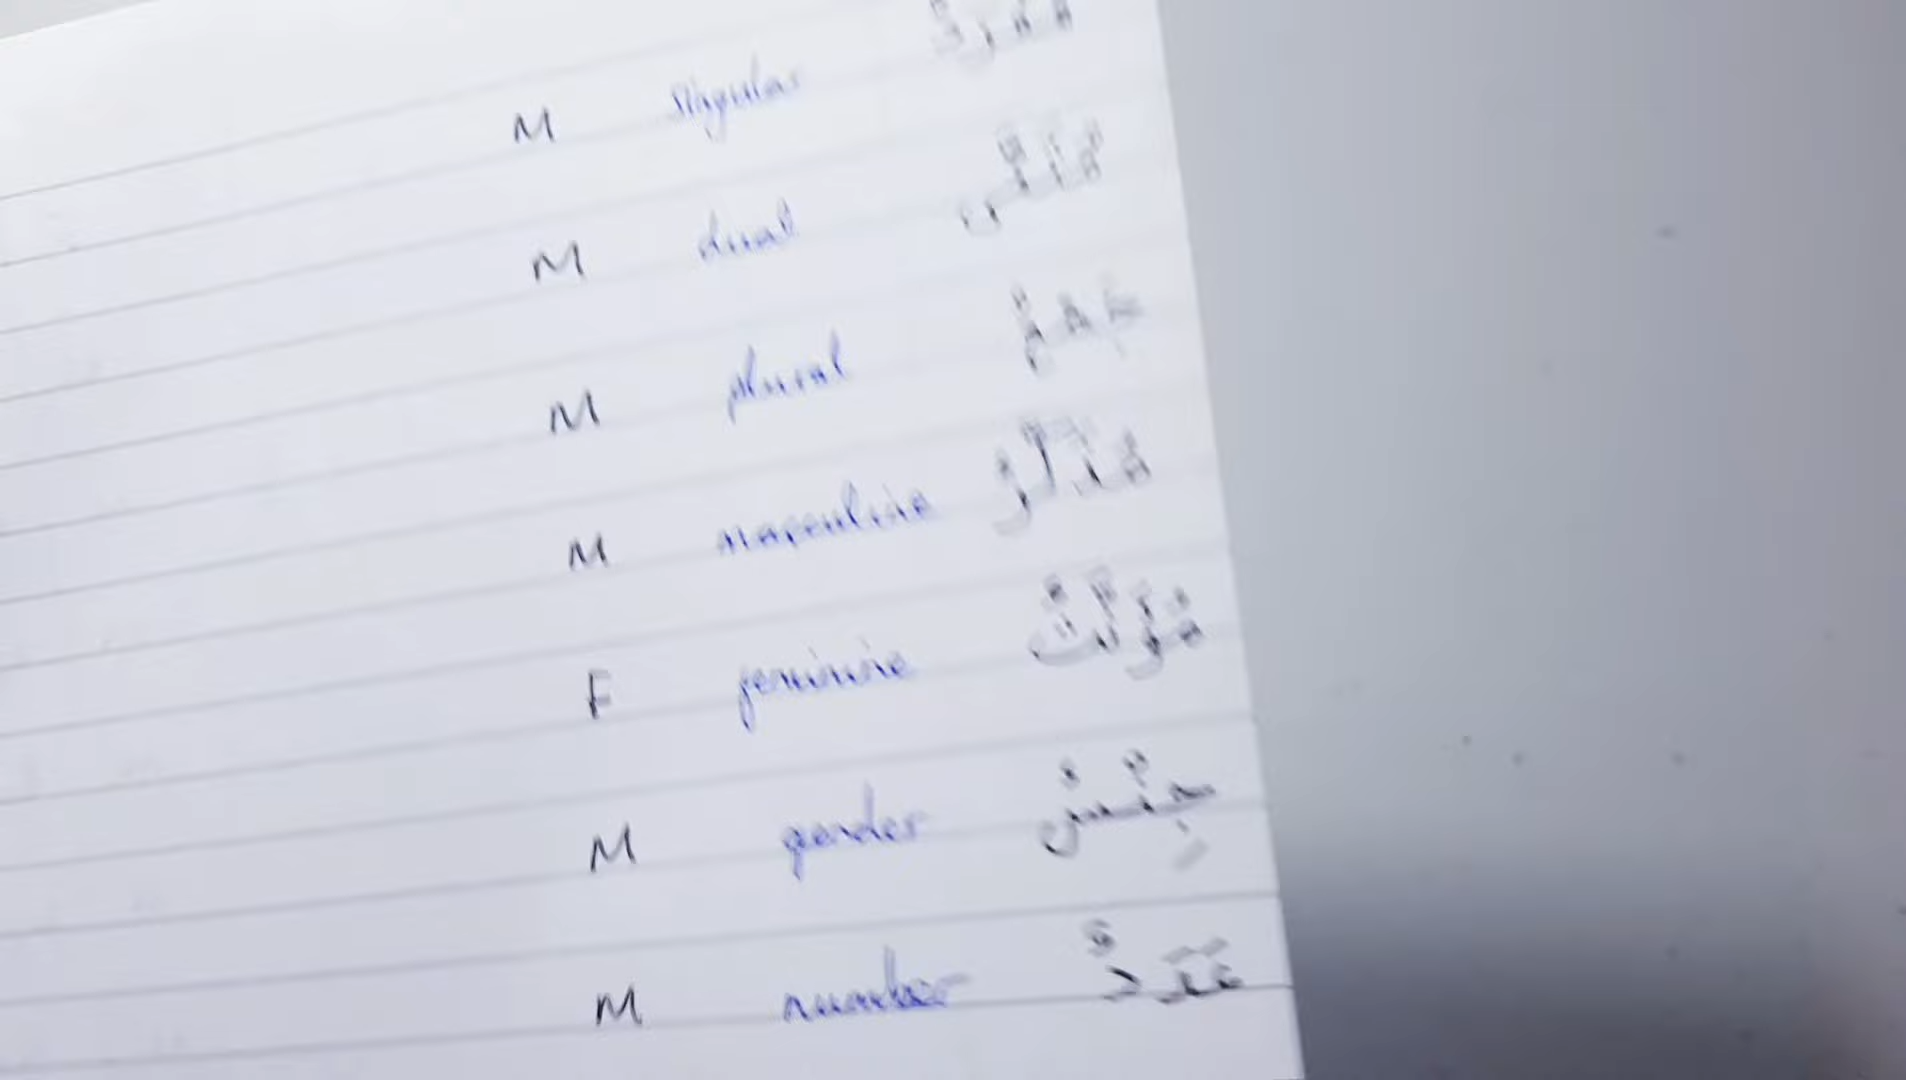 M singular مُفْرَدٌ
M dual مُثَنًّى
M plural جَمْعٌ
M masculine مُذَكَّرٌ
F feminine مُؤَنَّثٌ
M gender جِنْسٌ
M number عَدَدٌ